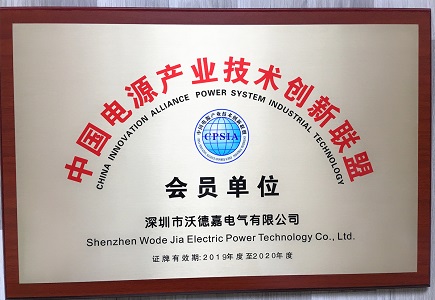 中国电源产业技术创新联盟
CHINA INNOVATION ALLIANCE POWER SYSTEM INDUSTRIAL TECHNOLOGY
CPSIA
会员单位
深圳市沃德嘉电气有限公司
Shenzhen Wode Jia Electric Power Technology Co., Ltd.
证牌有效期:2019年度至2020年度